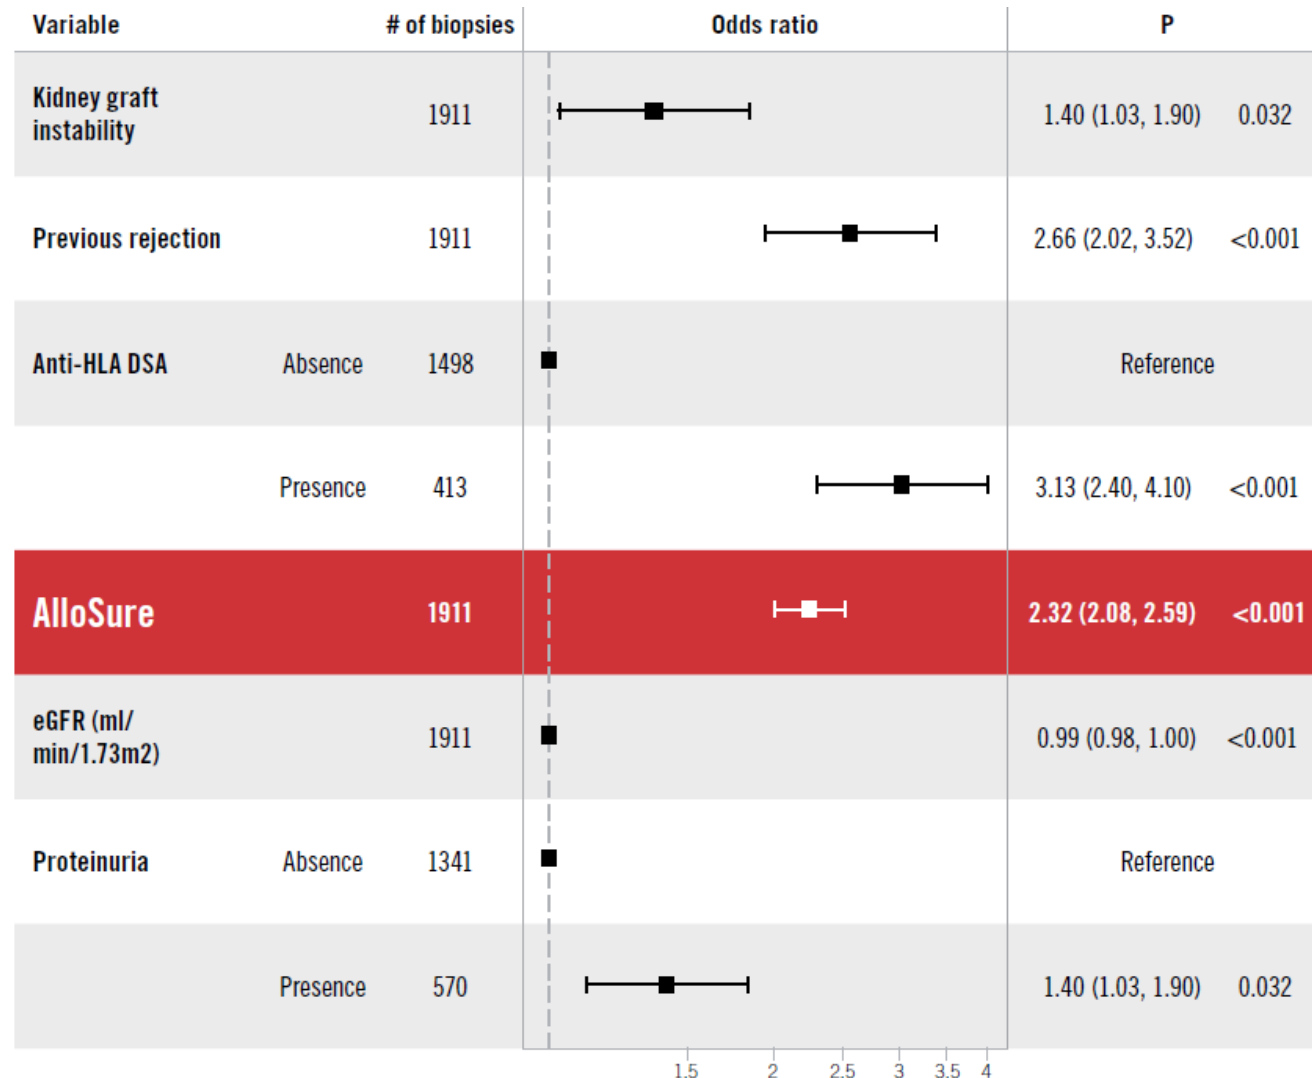 Variable # of biopsies Odds ratio P
Kidney graft
instability 1911 1.40 (1.03, 1.90) 0.032
Previous rejection 1911 2.66 (2.02, 3.52) <0.001
Anti-HLA DSA Absence 1498 Reference
Presence 413 3.13 (2.40, 4.10) <0.001
AlloSure 1911 2.32 (2.08, 2.59) <0.001
eGFR (ml/
min/1.73m2) 1911 0.99 (0.98, 1.00) <0.001
Proteinuria Absence 1341 Reference
Presence 570 1.40 (1.03, 1.90) 0.032
1.5 2 2.5 3 3.5 4